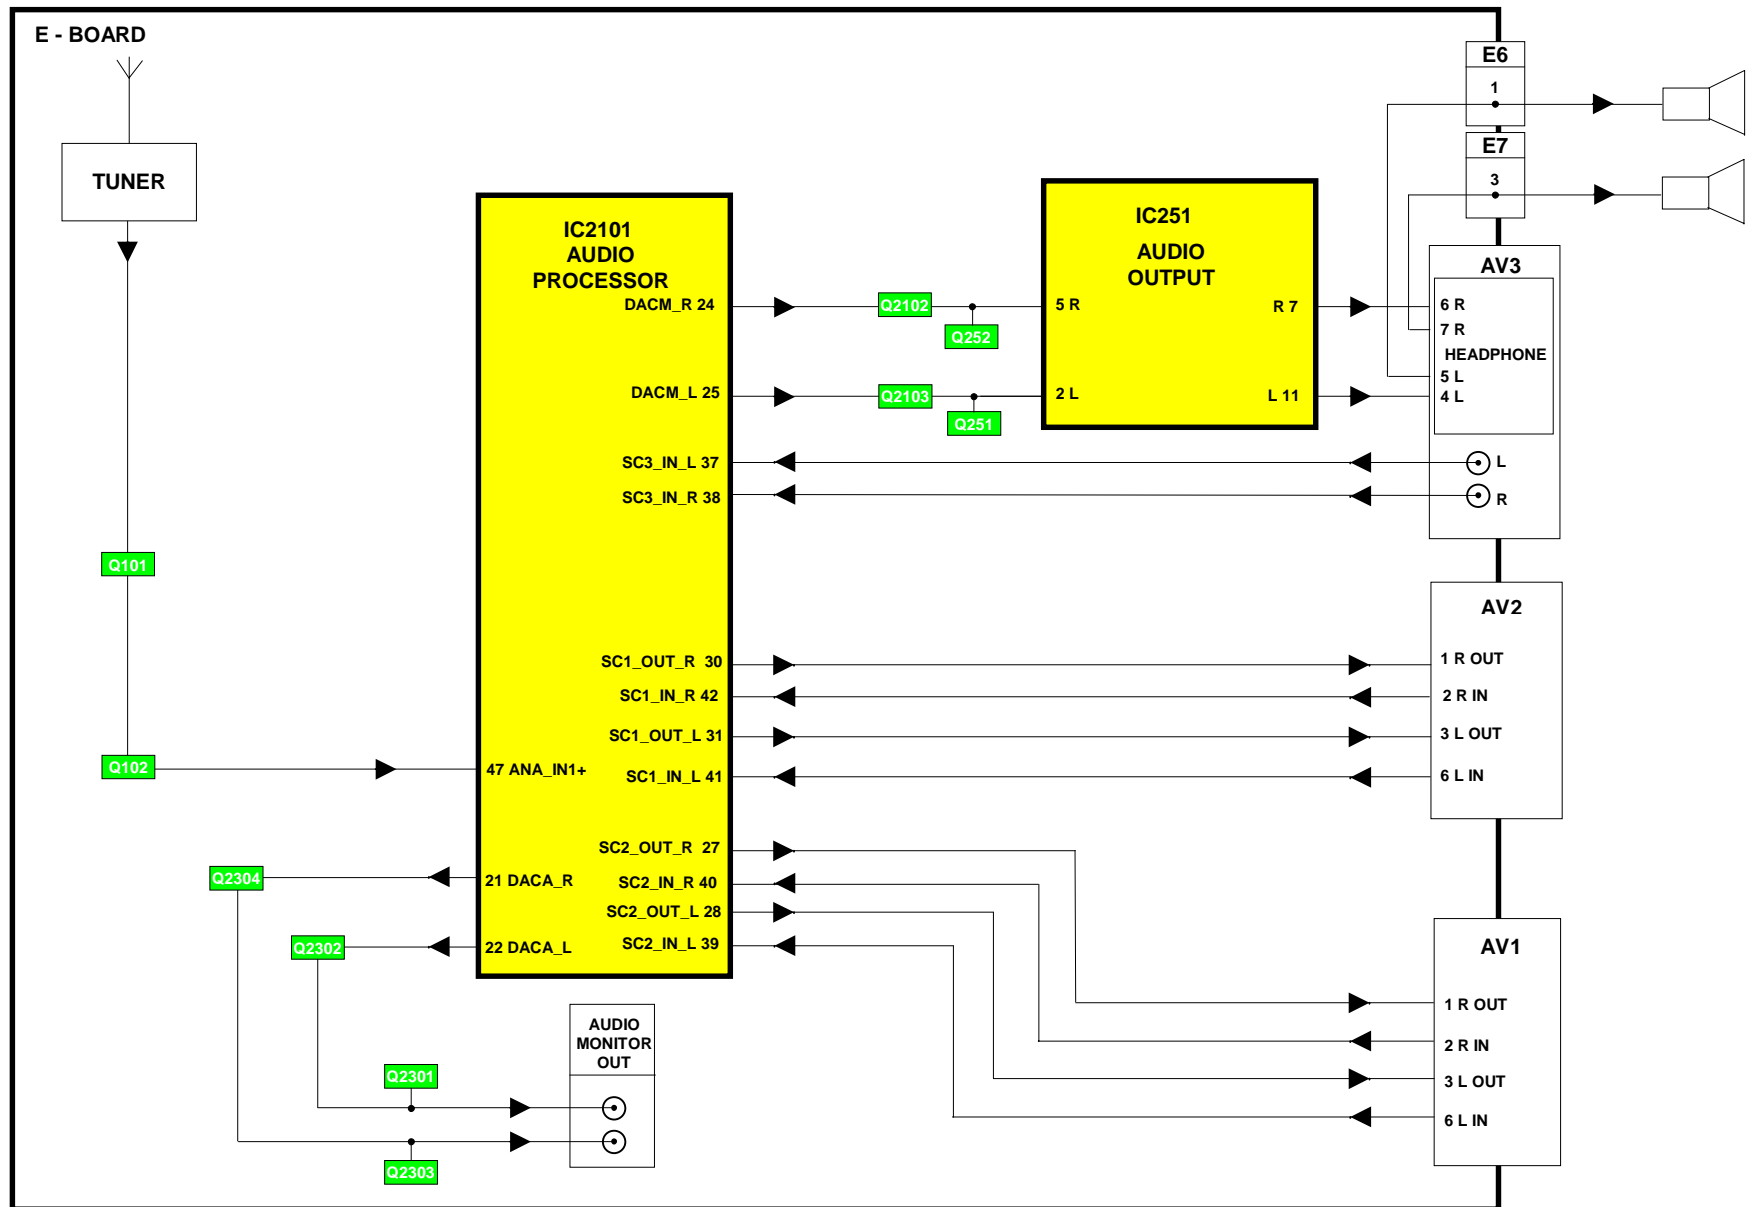 E - BOARD
TUNER
Q101
Q102
IC2101
AUDIO
PROCESSOR
DACM_R 24
DACM_L 25
SC3_IN_L 37
SC3_IN_R 38
SC1_OUT_R 30
SC1_IN_R 42
SC1_OUT_L 31
47 ANA_IN1+
SC1_IN_L 41
SC2_OUT_R 27
21 DACA_R
SC2_IN_R 40
SC2_OUT_L 28
22 DACA_L
SC2_IN_L 39
Q2304
Q2302
Q2301
Q2303
AUDIO
MONITOR
OUT
Q2102
Q252
Q2103
Q251
IC251
AUDIO
OUTPUT
5 R
R 7
2 L
L 11
E6
1
E7
3
AV3
6 R
7 R
HEADPHONE
5 L
4 L
L
R
AV2
1 R OUT
2 R IN
3 L OUT
6 L IN
AV1
1 R OUT
2 R IN
3 L OUT
6 L IN